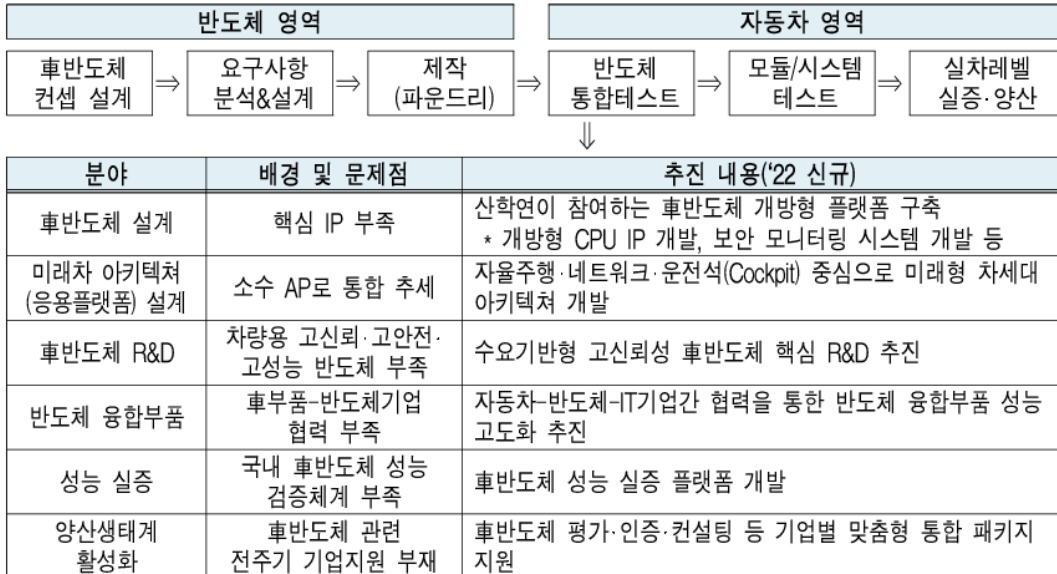 반도체 영역
자동차 영역
車반도체
컨셉 설계
⇒
요구사항
분석&설계
⇒
제작
(파운드리)
⇒
반도체
통합테스트
⇒
모듈/시스템
테스트
⇒
실차레벨
실증·양산
⇓
분야
배경 및 문제점
추진 내용('22 신규)
車반도체 설계
핵심 IP 부족
산학연이 참여하는 車반도체 개방형 플랫폼 구축
* 개방형 CPU IP 개발, 보안 모니터링 시스템 개발 등
미래차 아키텍쳐
(응용플랫폼) 설계
소수 AP로 통합 추세
자율주행·네트워크·운전석(Cockpit) 중심으로 미래형 차세대
아키텍쳐 개발
車반도체 R&D
차량용 고신뢰·고안전·
고성능 반도체 부족
수요기반형 고신뢰성 車반도체 핵심 R&D 추진
반도체 융합부품
車부품-반도체기업
협력 부족
자동차-반도체-IT기업간 협력을 통한 반도체 융합부품 성능
고도화 추진
성능 실증
국내 車반도체 성능
검증체계 부족
車반도체 성능 실증 플랫폼 개발
양산생태계
활성화
車반도체 관련
전주기 기업지원 부재
車반도체 평가·인증·컨설팅 등 기업별 맞춤형 통합 패키지
지원